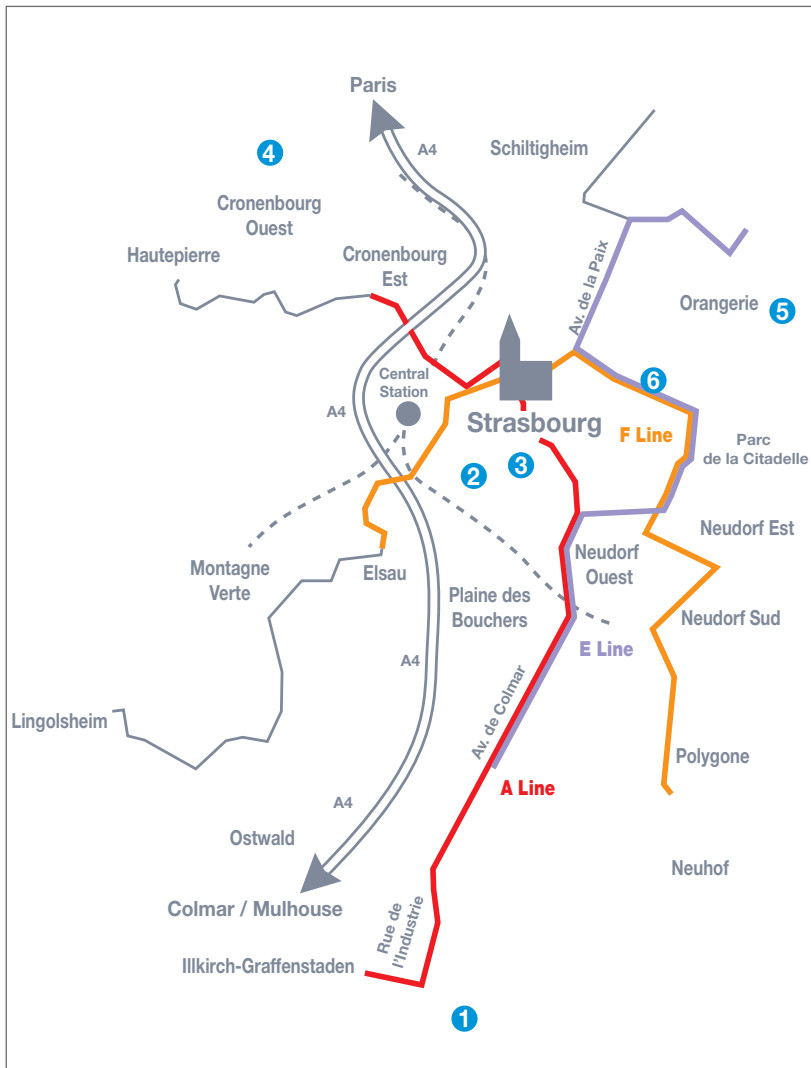 Paris
A4
Schiltigheim
4
Cronenbourg
Ouest
Hautepierre
Cronenbourg
Est
Av. de la Paix
Orangerie
5
Central
Station
6
A4
Strasbourg
F Line
Parc
de la Citadelle
2
3
Neudorf Est
Montagne
Verte
Elsau
Neudorf
Ouest
Plaine des
Bouchers
Neudorf Sud
E Line
A4
Lingolsheim
Av. de Colmar
Polygone
A Line
A4
Ostwald
Neuhof
Colmar / Mulhouse
Rue de
l'Industrie
Illkirch-Graffenstaden
1